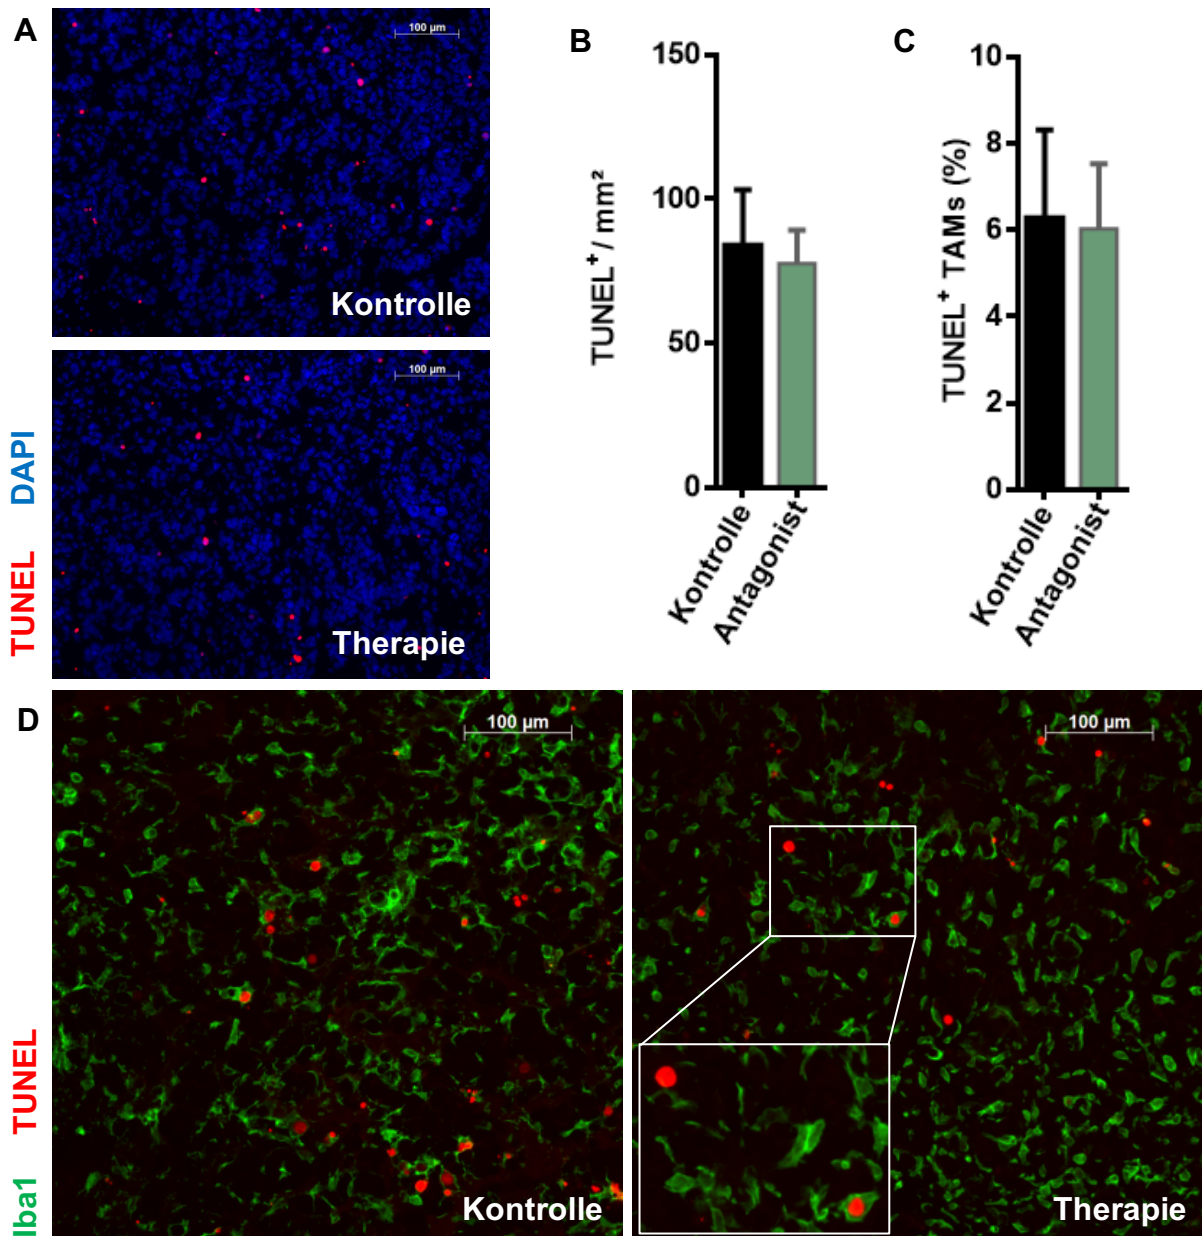 A
100 µm
Kontrolle
100 µm
Therapie
TUNEL DAPI
B
150
100
50
0
TUNEL⁺/ mm²
Kontrolle
Antagonist
C
10
8
6
4
2
0
TUNEL⁺ TAMs (%)
Kontrolle
Antagonist
D
100 µm
Kontrolle
100 µm
Therapie
Iba1 TUNEL